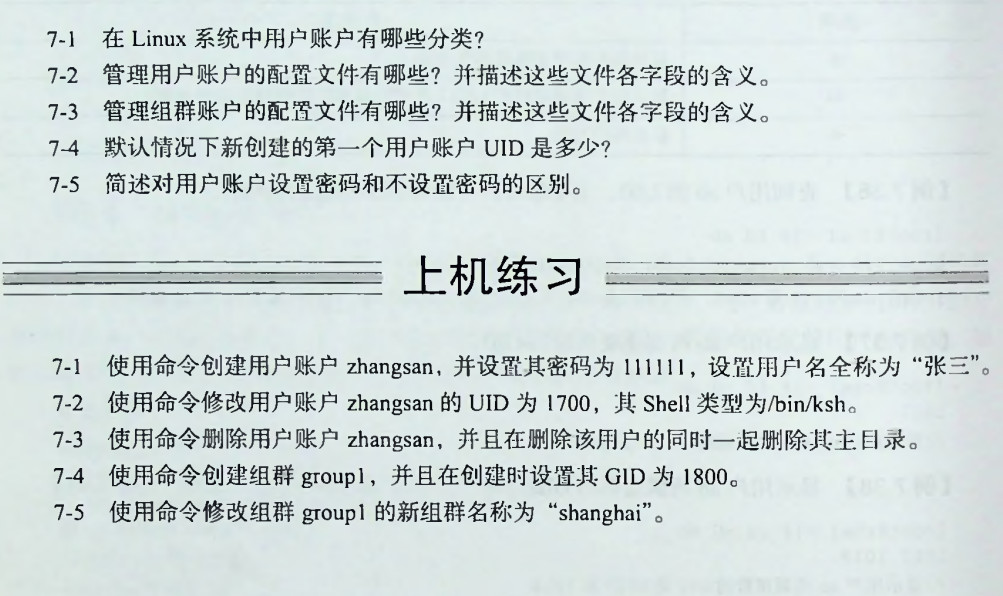 7-1 在 Linux 系统中用户账户有哪些分类？
7-2 管理用户账户的配置文件有哪些？并描述这些文件各字段的含义。
7-3 管理组群账户的配置文件有哪些？并描述这些文件各字段的含义。
7-4 默认情况下新创建的第一个用户账户 UID 是多少？
7-5 简述对用户账户设置密码和不设置密码的区别。
上机练习
7-1 使用命令创建用户账户 zhangsan，并设置其密码为 111111，设置用户名全称为“张三”。
7-2 使用命令修改用户账户 zhangsan 的 UID 为 1700，其 Shell 类型为/bin/ksh。
7-3 使用命令删除用户账户 zhangsan，并且在删除该用户的同时一起删除其主目录。
7-4 使用命令创建组群 group1，并且在创建时设置其 GID 为 1800。
7-5 使用命令修改组群 group1 的新组群名称为“shanghai”。